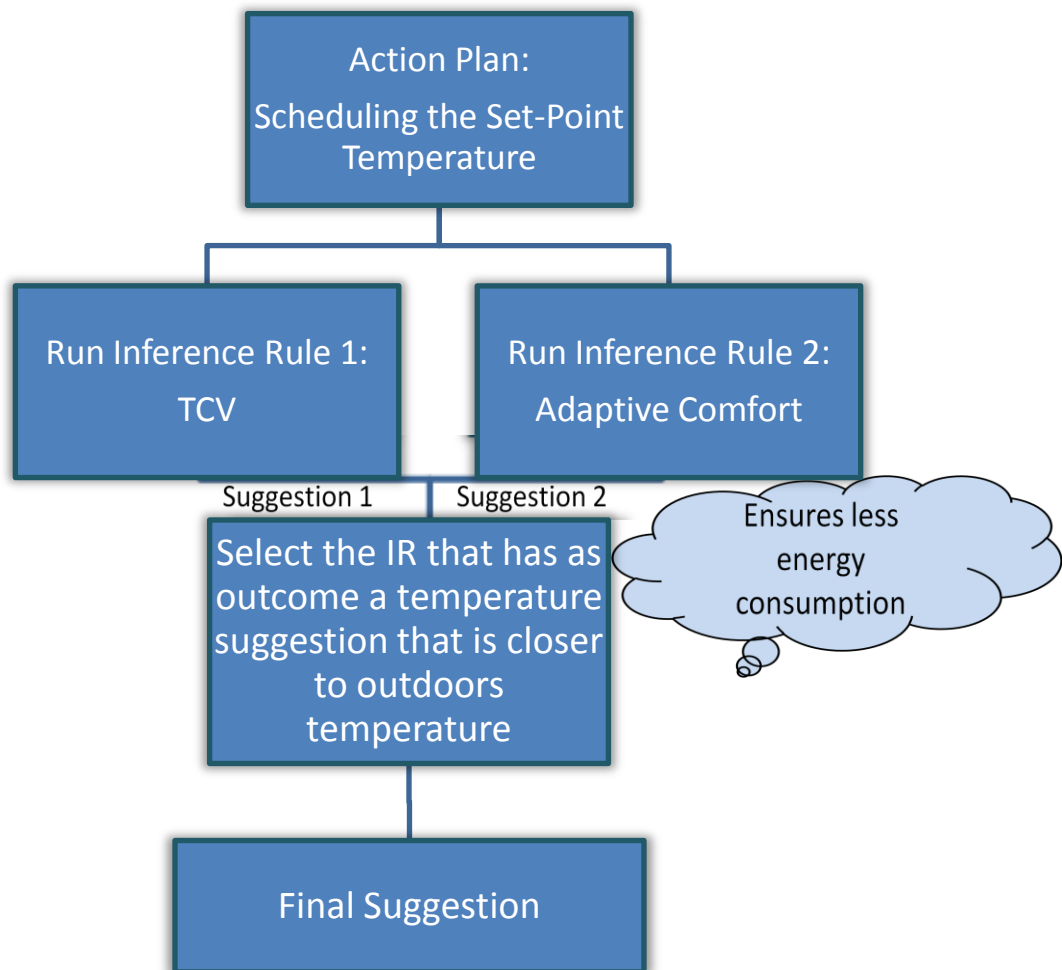 Action Plan:
Scheduling the Set-Point
Temperature
Run Inference Rule 1:
TCV
Run Inference Rule 2:
Adaptive Comfort
Suggestion 1
Suggestion 2
Select the IR that has as
outcome a temperature
suggestion that is closer
to outdoors
temperature
Ensures less
energy
consumption
Final Suggestion